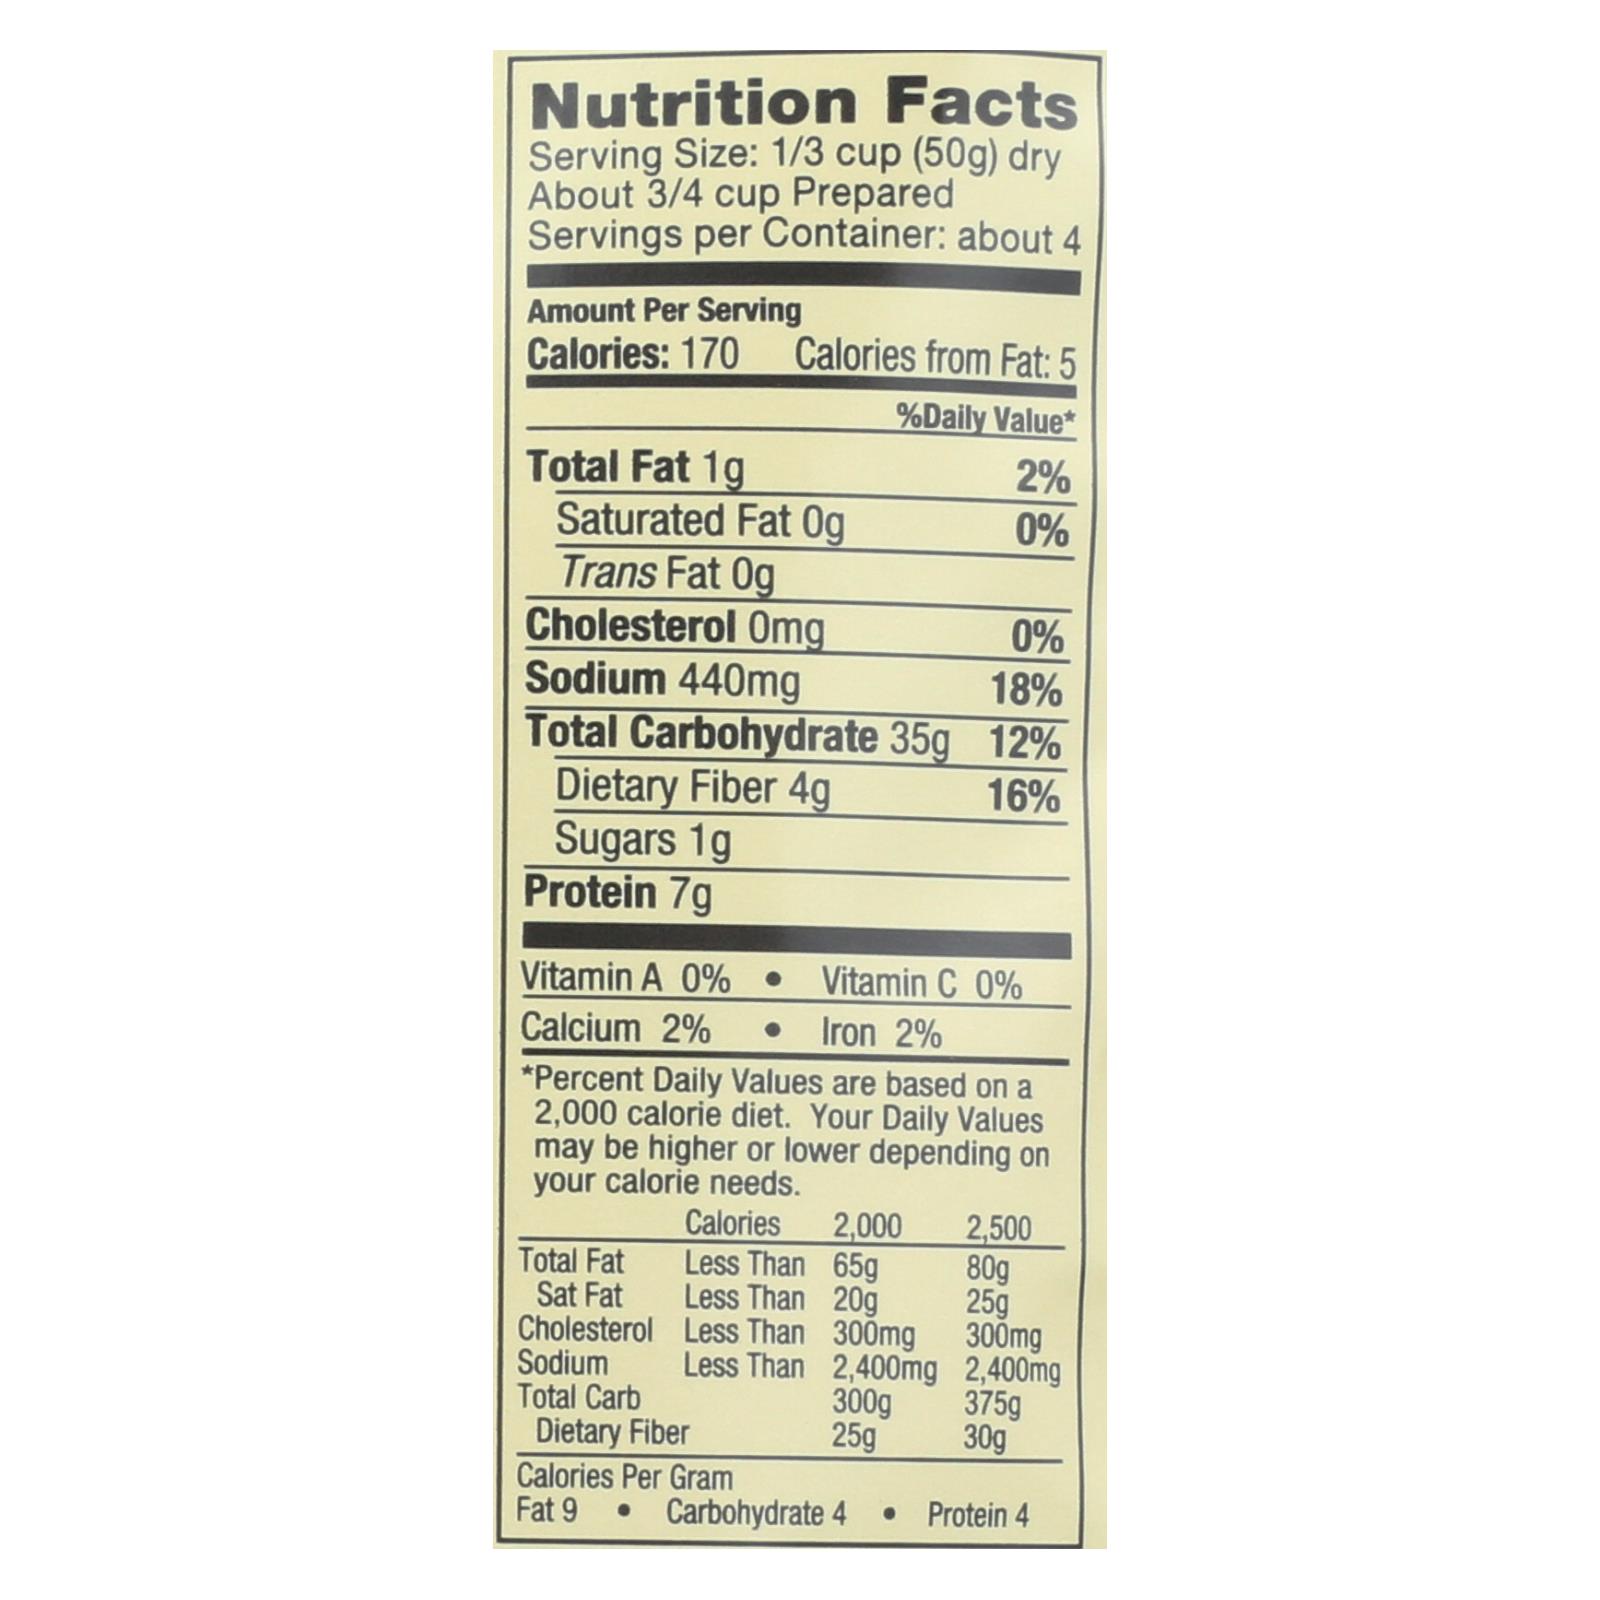 Nutrition Facts
Serving Size: 1/3 cup (50g) dry
About 3/4 cup Prepared
Servings per Container: about 4
Amount Per Serving
Calories: 170 Calories from Fat: 5
%Daily Value*
Total Fat 1g 2%
Saturated Fat 0g 0%
Trans Fat 0g
Cholesterol 0mg 0%
Sodium 440mg 18%
Total Carbohydrate 35g 12%
Dietary Fiber 4g 16%
Sugars 1g
Protein 7g
Vitamin A 0% • Vitamin C 0%
Calcium 2% • Iron 2%
*Percent Daily Values are based on a
2,000 calorie diet. Your Daily Values
may be higher or lower depending on
your calorie needs.
Calories 2,000 2,500
Total Fat Less Than 65g 80g
Sat Fat Less Than 20g 25g
Cholesterol Less Than 300mg 300mg
Sodium Less Than 2,400mg 2,400mg
Total Carb 300g 375g
Dietary Fiber 25g 30g
Calories Per Gram
Fat 9 • Carbohydrate 4 • Protein 4